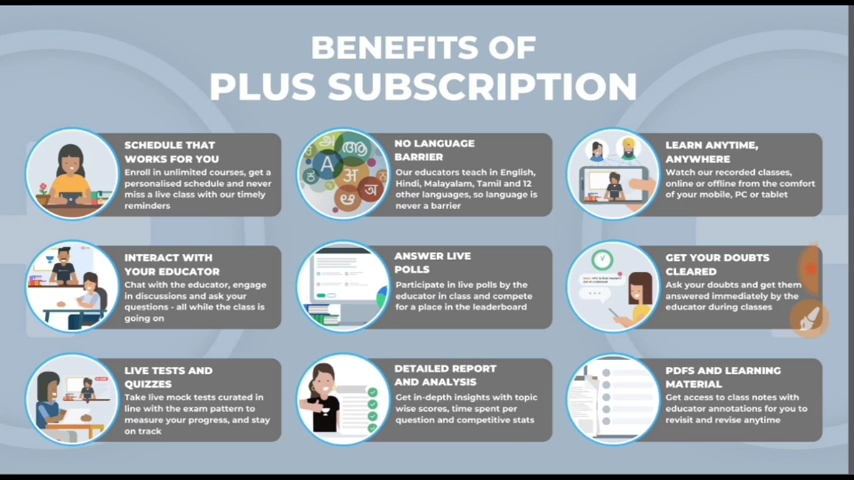 BENEFITS OF
PLUS SUBSCRIPTION
SCHEDULE THAT
WORKS FOR YOU
Enroll in unlimited courses, get a
personalised schedule and never
miss a live class with our timely
reminders
NO LANGUAGE
BARRIER
Our educators teach in English,
Hindi, Malayalam, Tamil and 12
other languages, so language is
never a barrier
LEARN ANYTIME,
ANYWHERE
Watch our recorded classes,
online or offline from the comfort
of your mobile, PC or tablet
INTERACT WITH
YOUR EDUCATOR
Chat with the educator, engage
in discussions and ask your
questions - all while the class is
going on
ANSWER LIVE
POLLS
Participate in live polls by the
educator in class and compete
for a place in the leaderboard
GET YOUR DOUBTS
CLEARED
Ask your doubts and get them
answered immediately by the
educator during classes
LIVE TESTS AND
QUIZZES
Take live mock tests curated in
line with the exam pattern to
measure your progress, and stay
on track
DETAILED REPORT
AND ANALYSIS
Get in-depth insights with topic
wise scores, time spent per
question and competitive stats
PDFS AND LEARNING
MATERIAL
Get access to class notes with
educator annotations for you to
revisit and revise anytime